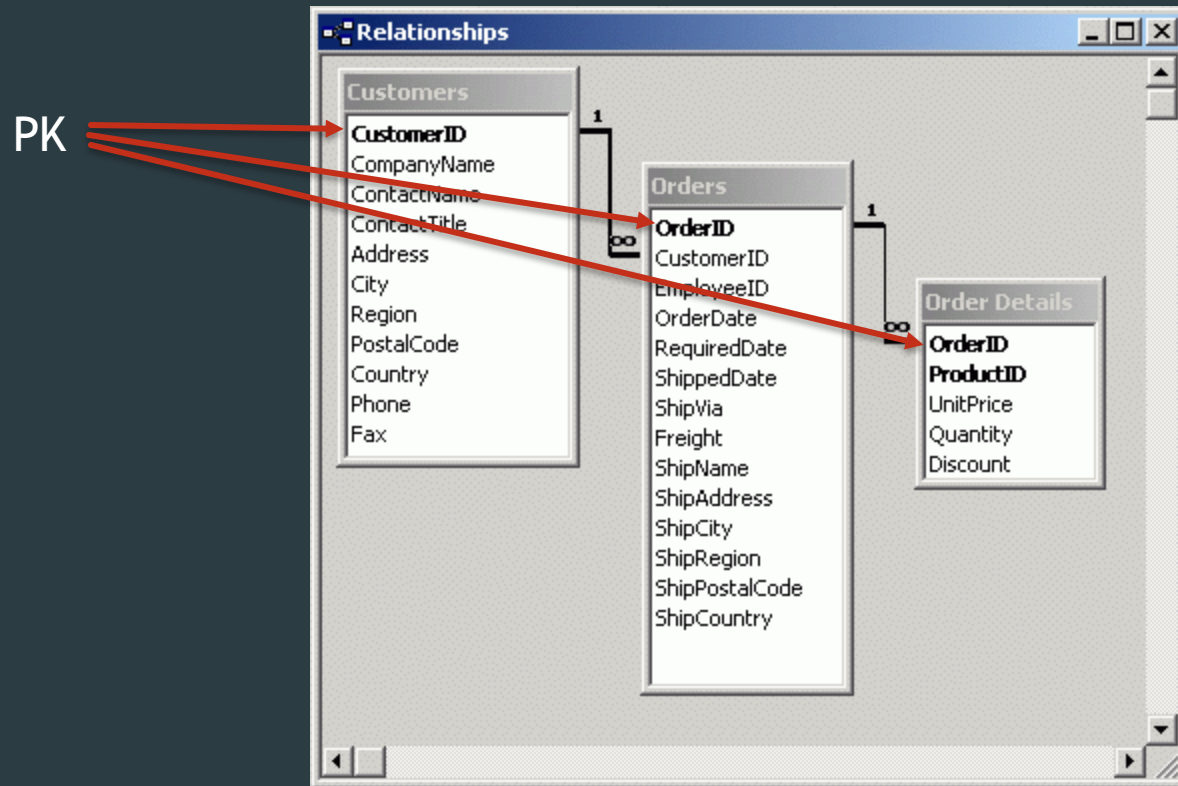 Relationships
PK
Customers
CustomerID
CompanyName
ContactName
ContactTitle
Address
City
Region
PostalCode
Country
Phone
Fax
1
∞
Orders
OrderID
CustomerID
EmployeeID
OrderDate
RequiredDate
ShippedDate
ShipVia
Freight
ShipName
ShipAddress
ShipCity
ShipRegion
ShipPostalCode
ShipCountry
1
∞
Order Details
OrderID
ProductID
UnitPrice
Quantity
Discount